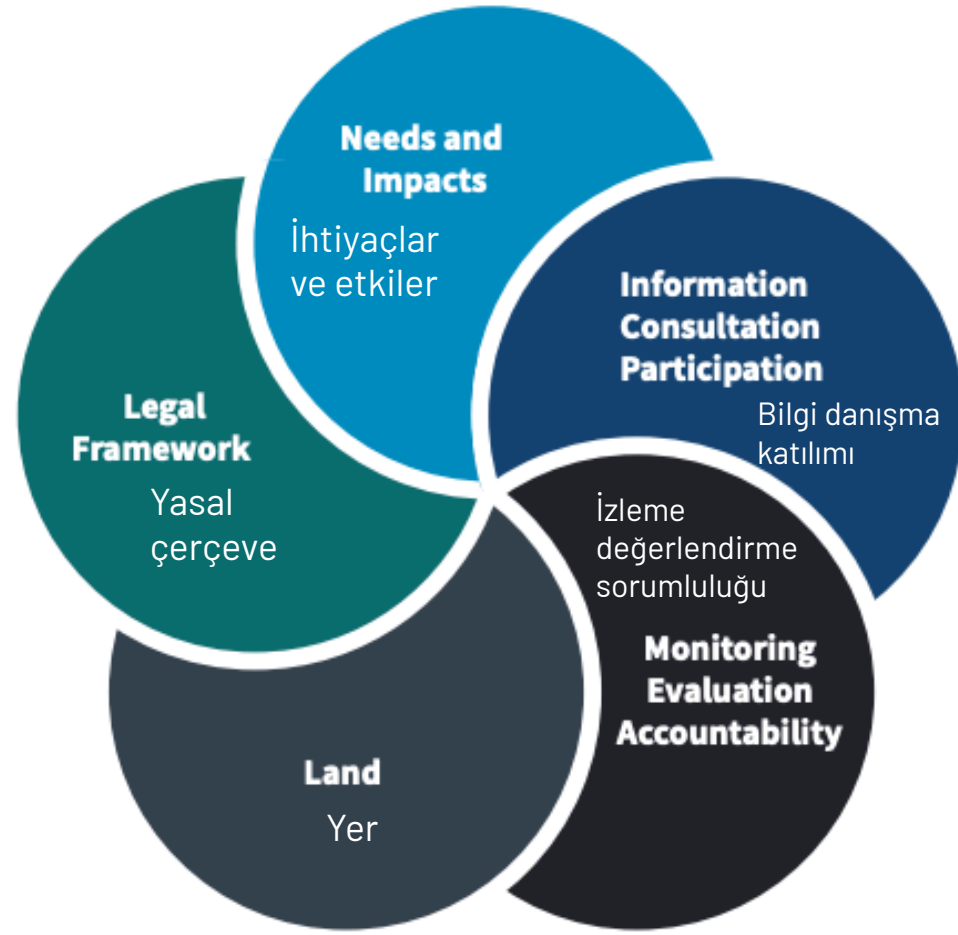 Needs and
Impacts
İhtiyaçlar
ve etkiler
Information
Consultation
Participation
Bilgi danışma
katılımı
Legal
Framework
Yasal
çerçeve
İzleme
değerlendirme
sorumluluğu
Monitoring
Evaluation
Accountability
Land
Yer